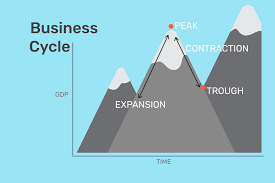 Business
Cycle
PEAK
CONTRACTION
GDP
TROUGH
EXPANSION
TIME